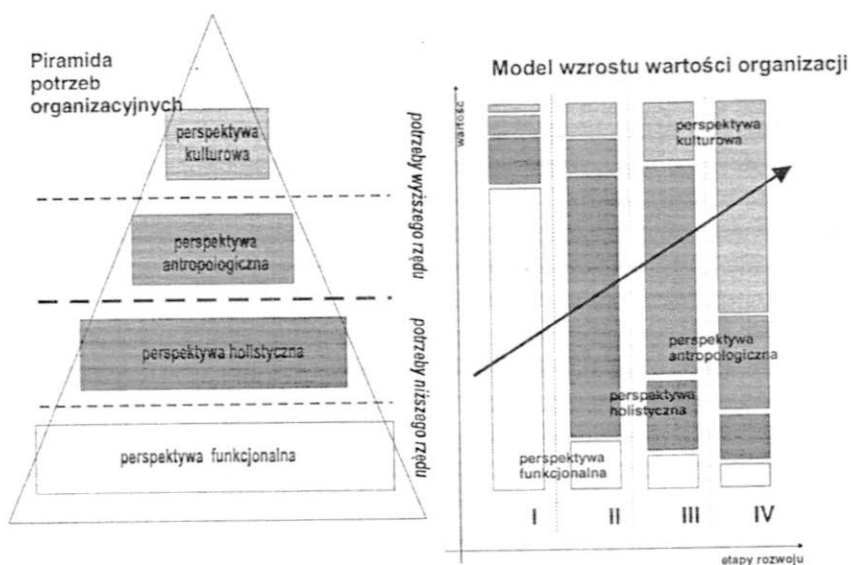 Piramida
potrzeb
organizacyjnych
perspektywa
kulturowa
perspektywa
antropologiczna
perspektywa holistyczna
perspektywa funkcjonalna
potrzeby wyższego rzędu
potrzeby niższego rzędu
Model wzrostu wartości organizacji
wartość
perspektywa
kulturowa
perspektywa
antropologiczna
perspektywa
holistyczna
perspektywa
funkcjonalna
I II III IV
etapy rozwoju